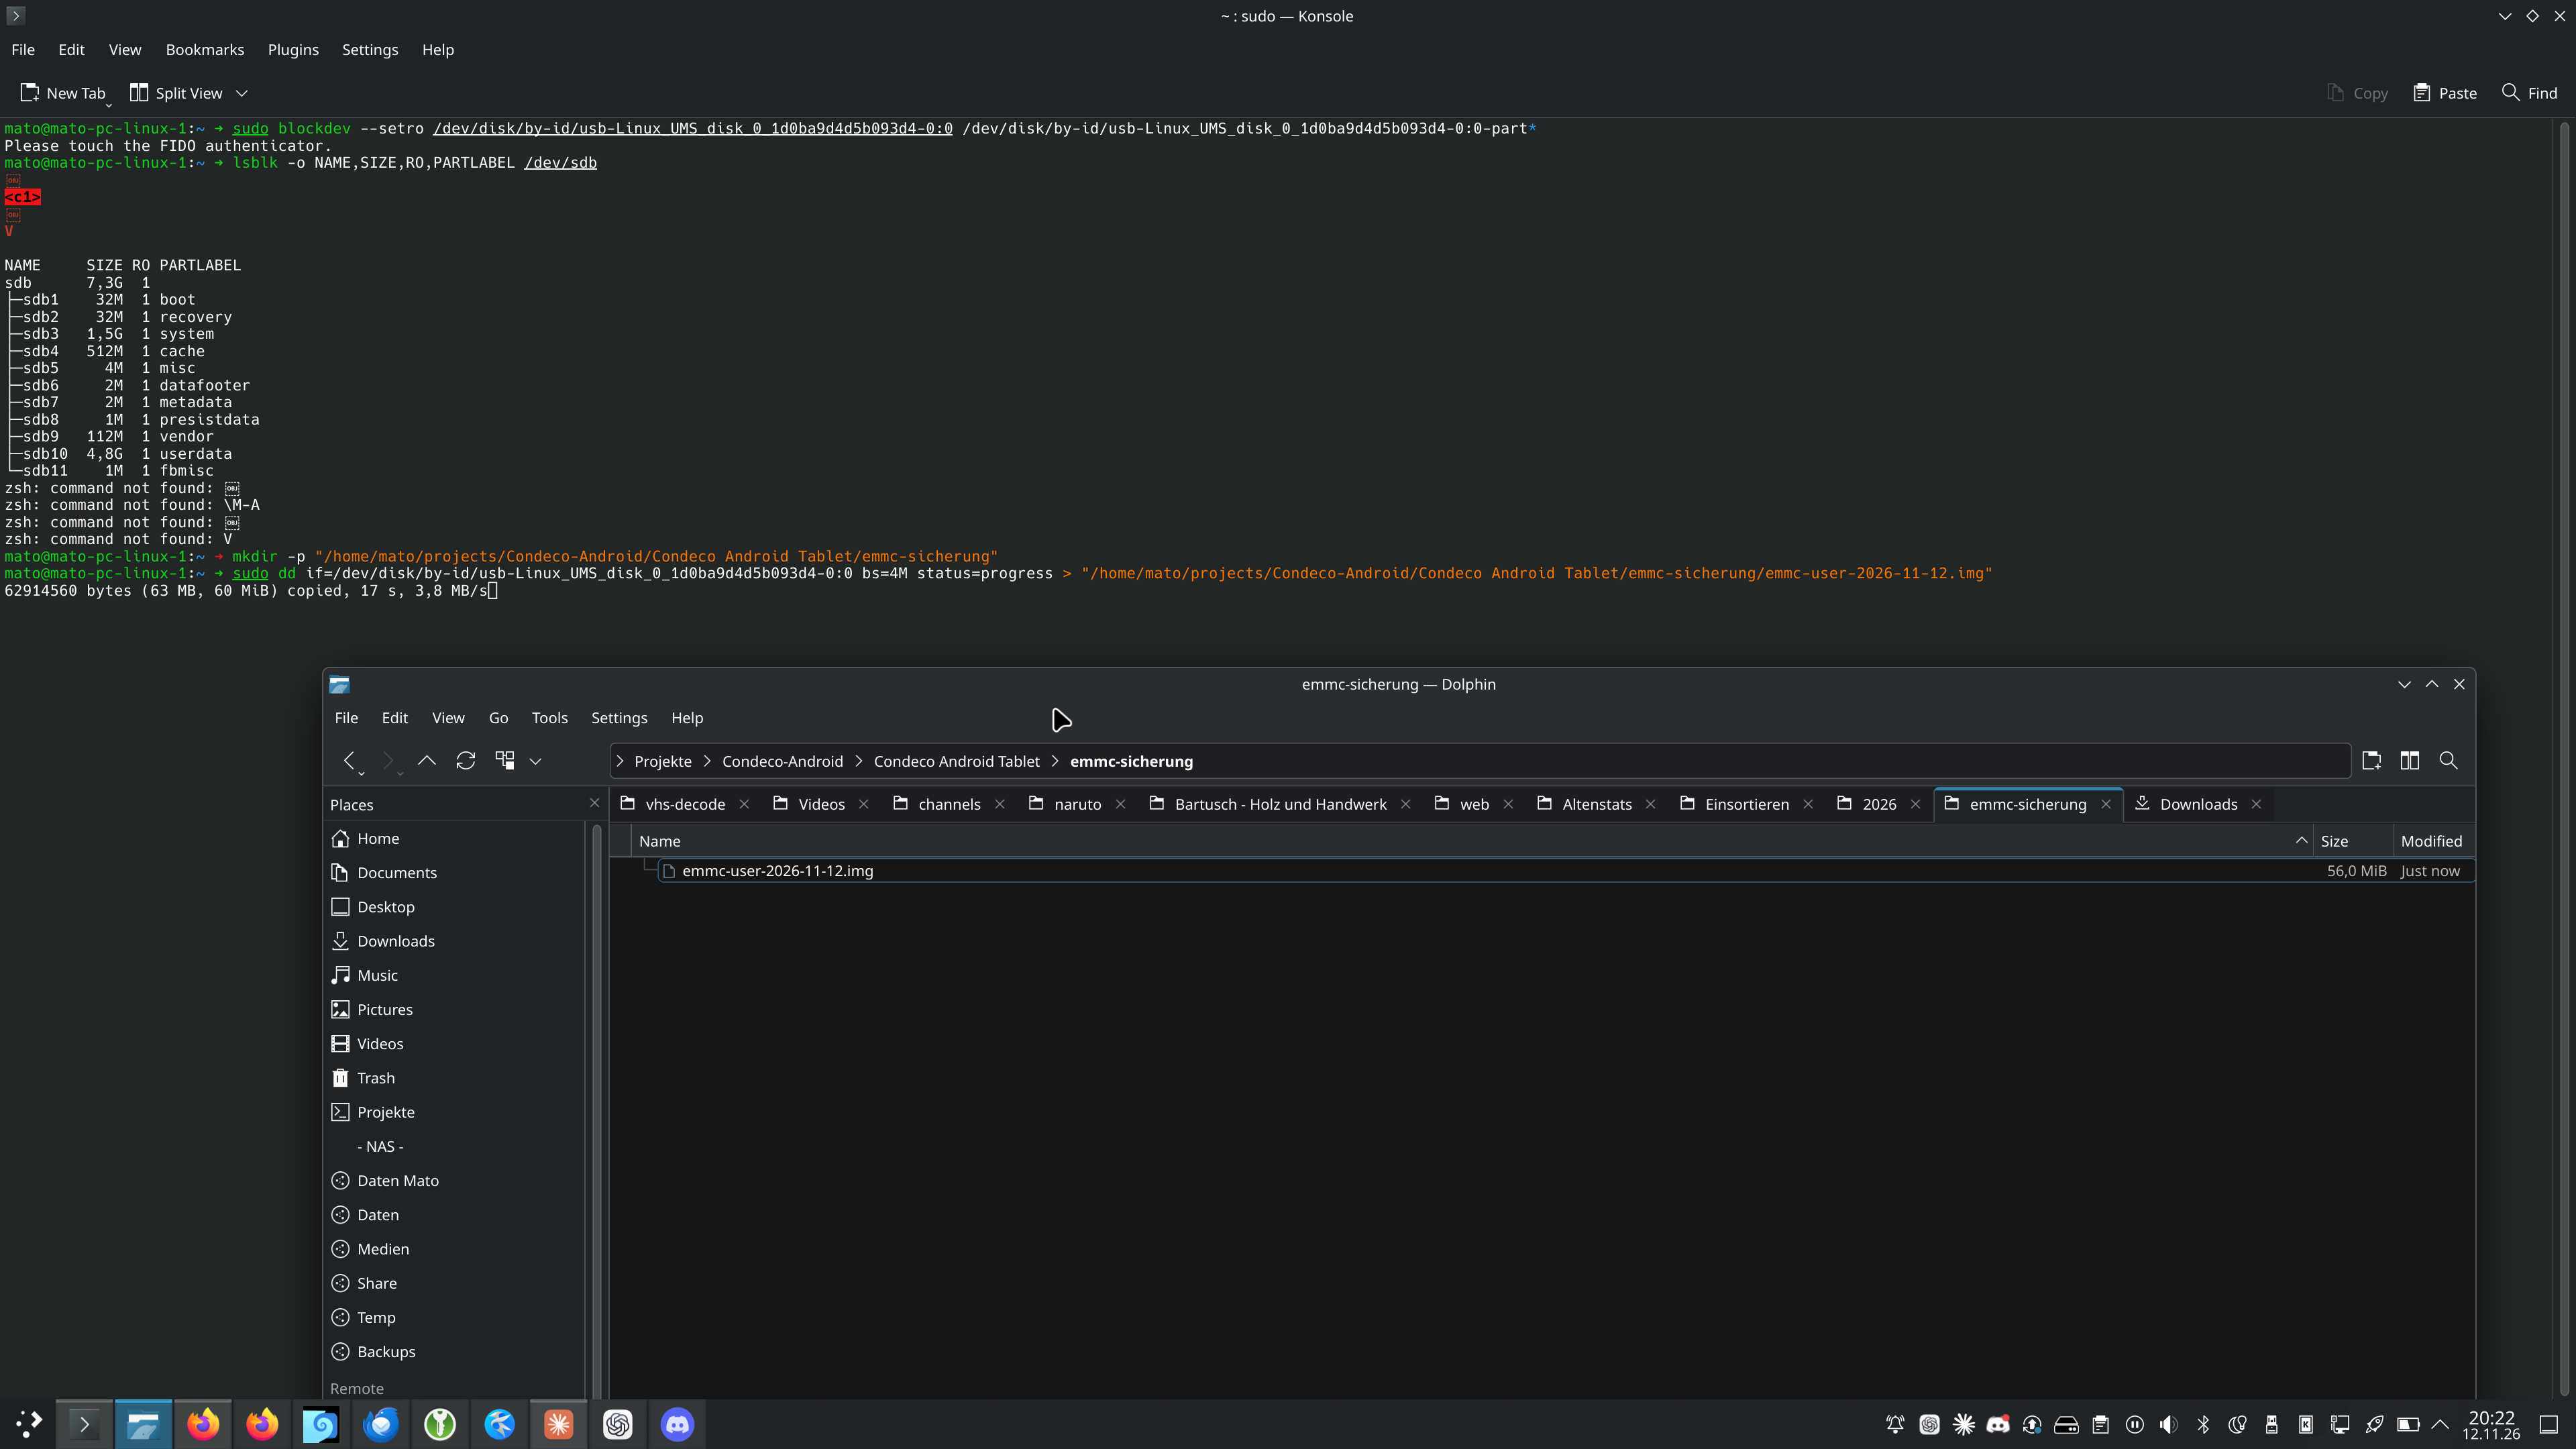 ~ : sudo — Konsole
File Edit View Bookmarks Plugins Settings Help
New Tab Split View Copy Paste Find
mato@mato-pc-linux-1:~ ➜ sudo blockdev --setro /dev/disk/by-id/usb-Linux_UMS_disk_0_1d0ba9d4d5b093d4-0:0 /dev/disk/by-id/usb-Linux_UMS_disk_0_1d0ba9d4d5b093d4-0:0-part*
Please touch the FIDO authenticator.
mato@mato-pc-linux-1:~ ➜ lsblk -o NAME,SIZE,RO,PARTLABEL /dev/sdb
OBJ
<c1>
OBJ
V
NAME     SIZE RO PARTLABEL
sdb      7,3G  1
├─sdb1    32M  1 boot
├─sdb2    32M  1 recovery
├─sdb3   1,5G  1 system
├─sdb4   512M  1 cache
├─sdb5     4M  1 misc
├─sdb6     2M  1 datafooter
├─sdb7     2M  1 metadata
├─sdb8     1M  1 presistdata
├─sdb9   112M  1 vendor
├─sdb10  4,8G  1 userdata
└─sdb11    1M  1 fbmisc
zsh: command not found: OBJ
zsh: command not found: \M-A
zsh: command not found: OBJ
zsh: command not found: V
mato@mato-pc-linux-1:~ ➜ mkdir -p "/home/mato/projects/Condeco-Android/Condeco Android Tablet/emmc-sicherung"
mato@mato-pc-linux-1:~ ➜ sudo dd if=/dev/disk/by-id/usb-Linux_UMS_disk_0_1d0ba9d4d5b093d4-0:0 bs=4M status=progress > "/home/mato/projects/Condeco-Android/Condeco Android Tablet/emmc-sicherung/emmc-user-2026-11-12.img"
62914560 bytes (63 MB, 60 MiB) copied, 17 s, 3,8 MB/s
emmc-sicherung — Dolphin
File Edit View Go Tools Settings Help
Projekte Condeco-Android Condeco Android Tablet emmc-sicherung
Places
vhs-decode Videos channels naruto Bartusch - Holz und Handwerk web Altenstats Einsortieren 2026 emmc-sicherung Downloads
Name Size Modified
emmc-user-2026-11-12.img 56,0 MiB Just now
Home
Documents
Desktop
Downloads
Music
Pictures
Videos
Trash
Projekte
- NAS -
Daten Mato
Daten
Medien
Share
Temp
Backups
Remote
20:22
12.11.26